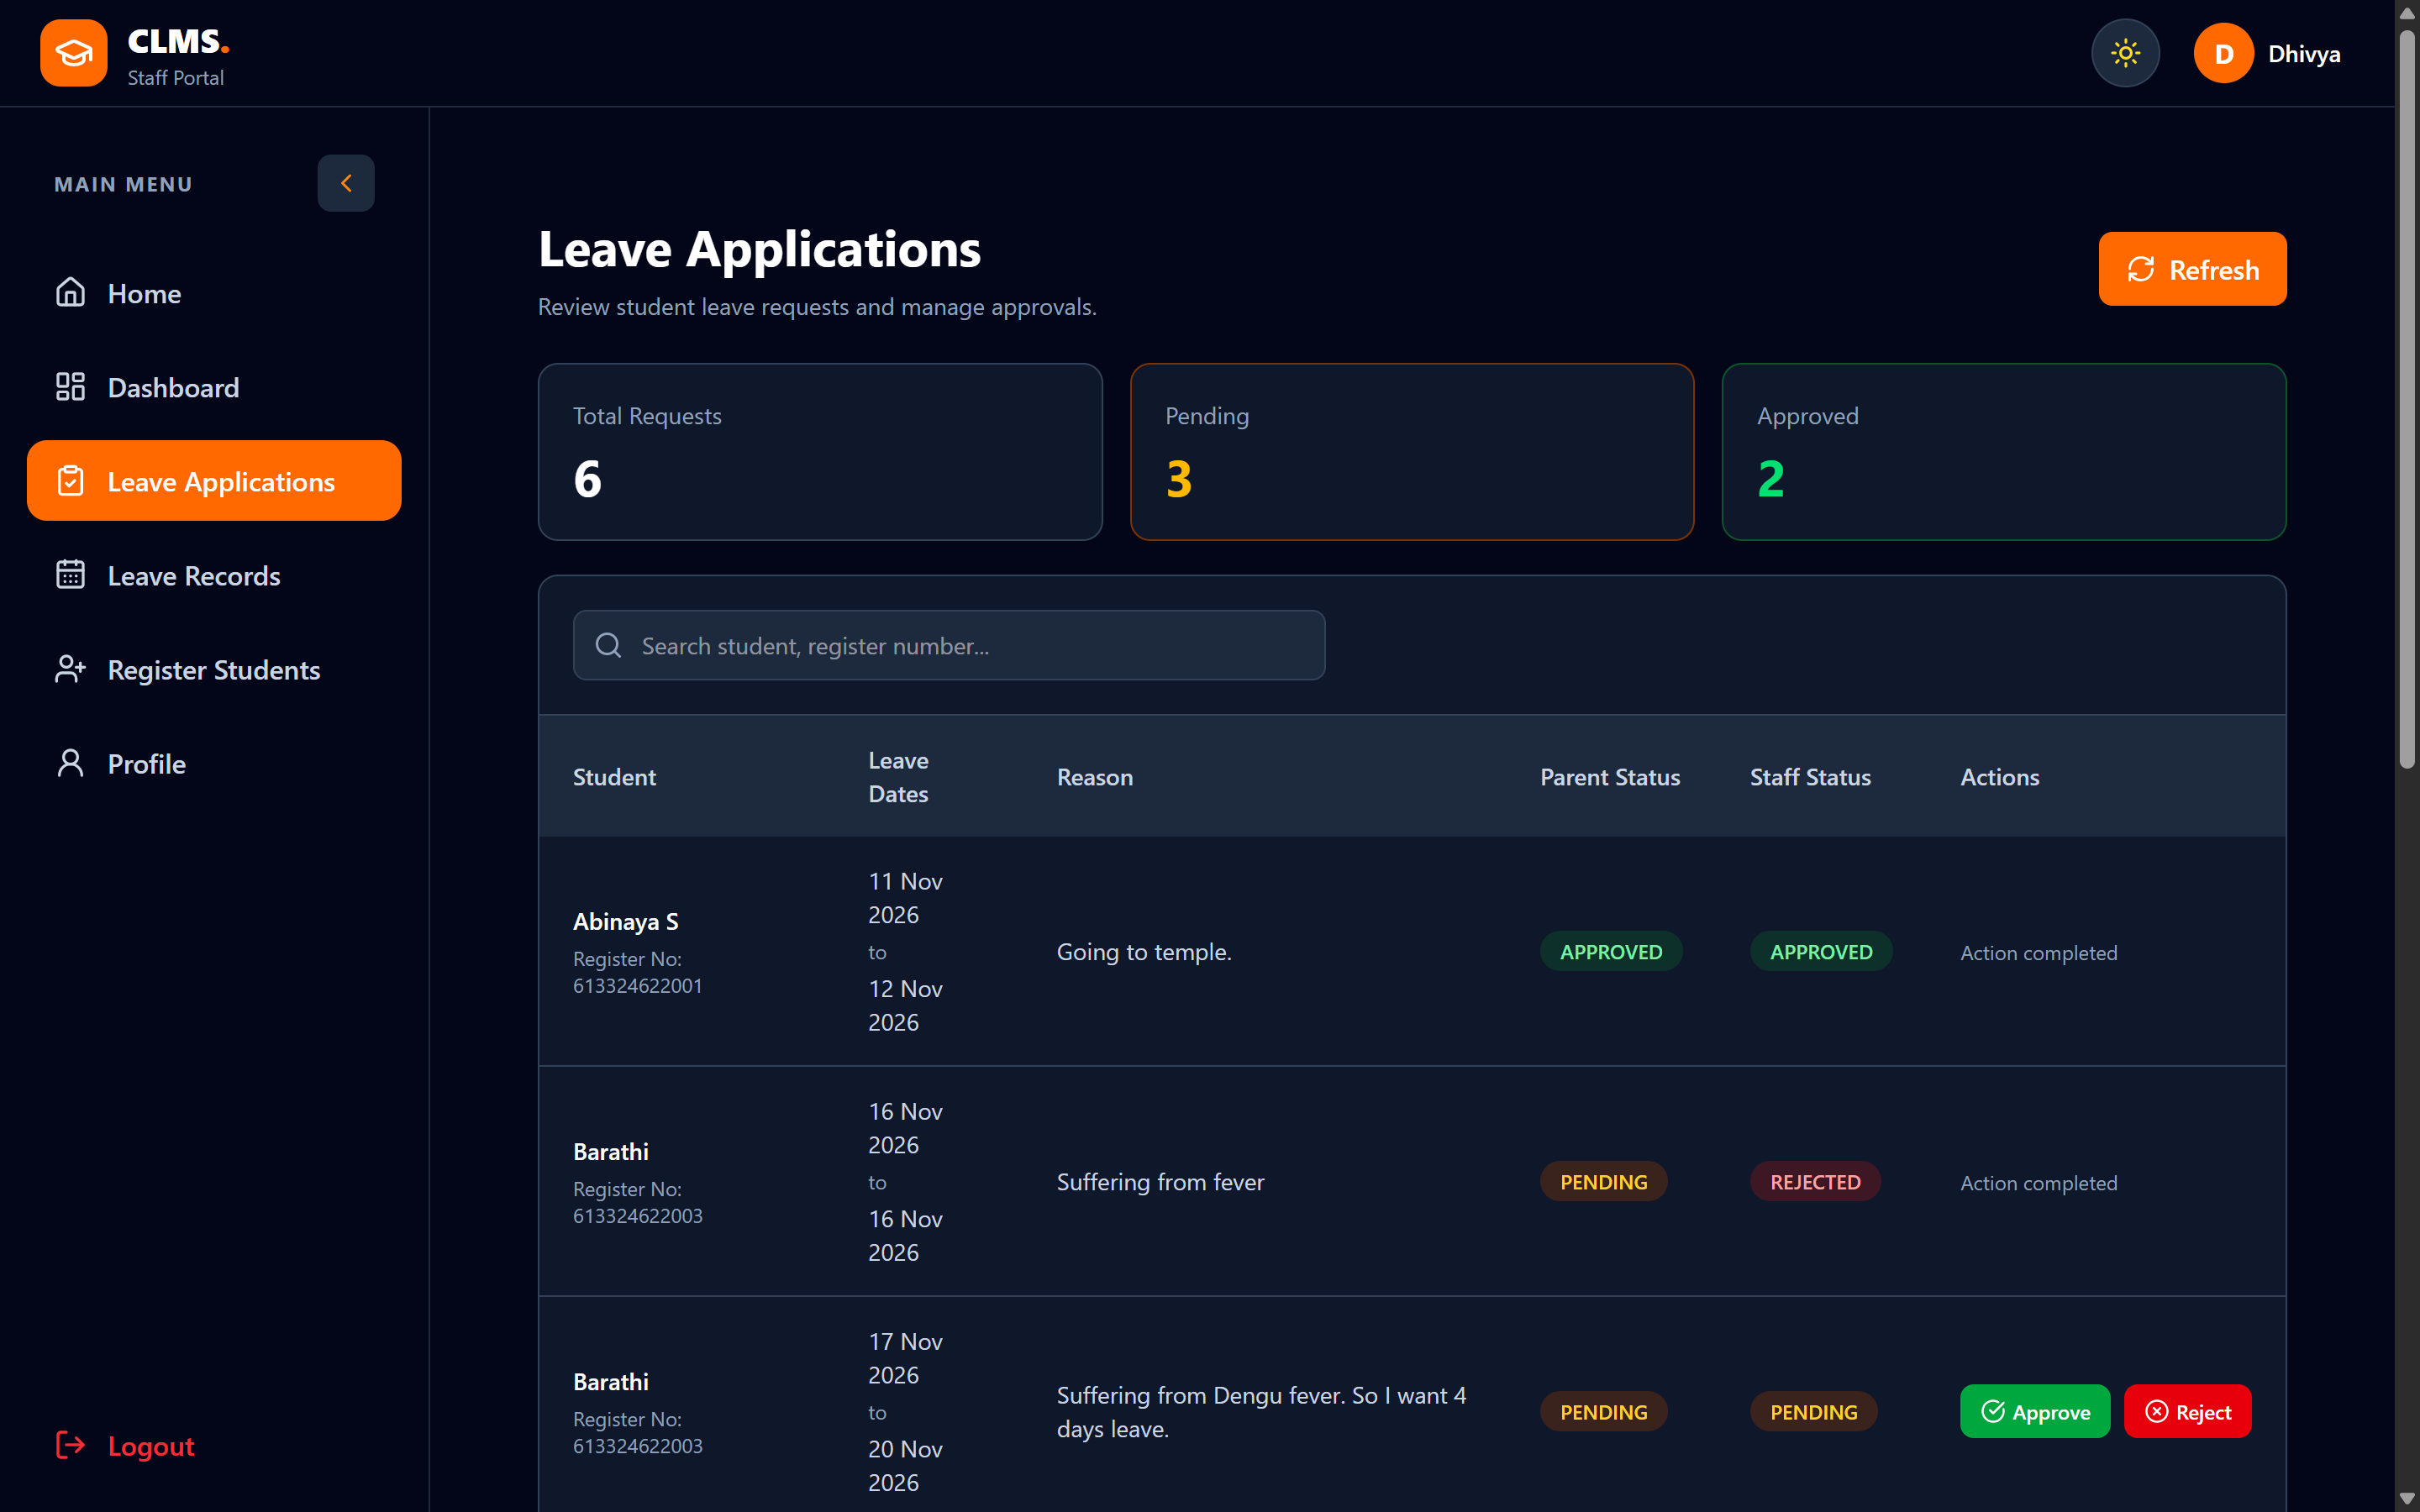 CLMS.
Staff Portal
D
Dhivya
MAIN MENU
Home
Dashboard
Leave Applications
Leave Records
Register Students
Profile
Logout
Leave Applications
Review student leave requests and manage approvals.
Refresh
Total Requests
6
Pending
3
Approved
2
Search student, register number...
Student
Leave
Dates
Reason
Parent Status
Staff Status
Actions
Abinaya S
Register No:
613324622001
11 Nov
2026
to
12 Nov
2026
Going to temple.
APPROVED
APPROVED
Action completed
Barathi
Register No:
613324622003
16 Nov
2026
to
16 Nov
2026
Suffering from fever
PENDING
REJECTED
Action completed
Barathi
Register No:
613324622003
17 Nov
2026
to
20 Nov
2026
Suffering from Dengu fever. So I want 4
days leave.
PENDING
PENDING
Approve
Reject